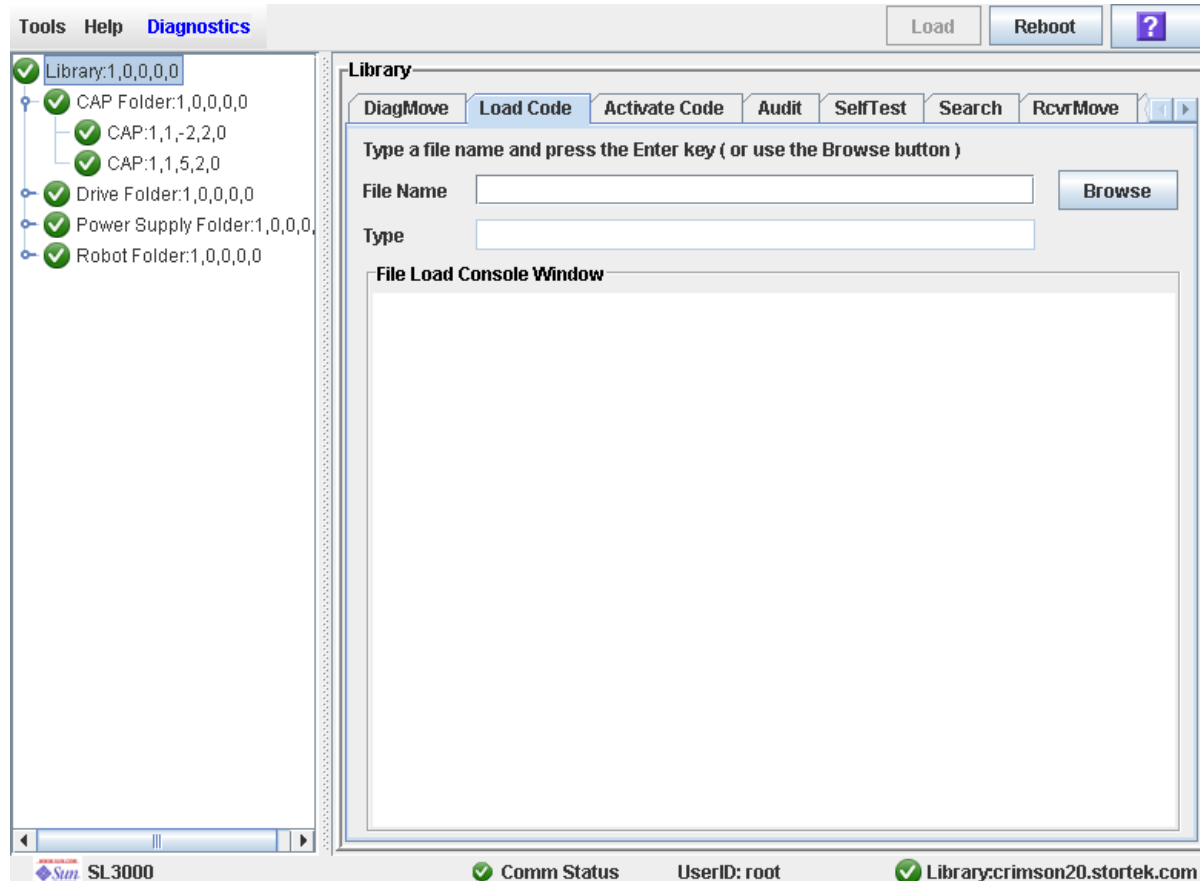 Tools Help Diagnostics
Load Reboot ?
Library:1,0,0,0,0
CAP Folder:1,0,0,0,0
CAP:1,1,-2,2,0
CAP:1,1,5,2,0
Drive Folder:1,0,0,0,0
Power Supply Folder:1,0,0,0,
Robot Folder:1,0,0,0,0
Library
DiagMove Load Code Activate Code Audit SelfTest Search RcvrMove
Type a file name and press the Enter key ( or use the Browse button )
File Name Browse
Type
File Load Console Window
Sun SL3000 Comm Status UserID: root Library:crimson20.stortek.com